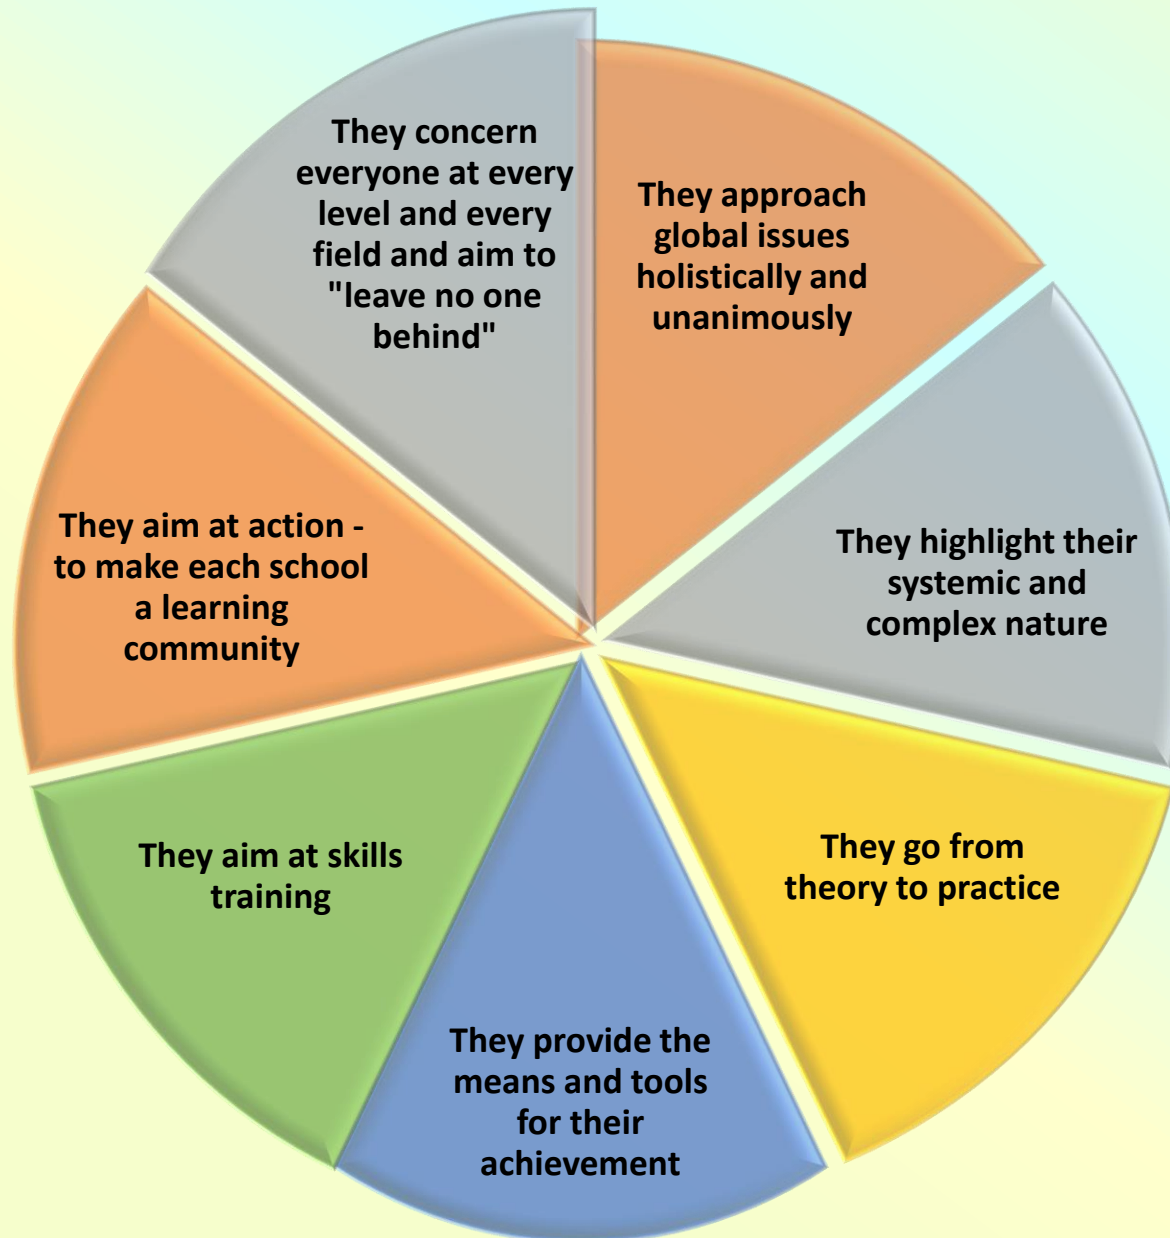 They concern
everyone at every
level and every
field and aim to
"leave no one
behind"
They approach
global issues
holistically and
unanimously
They highlight their
systemic and
complex nature
They go from
theory to practice
They provide the
means and tools
for their
achievement
They aim at skills
training
They aim at action -
to make each school
a learning
community